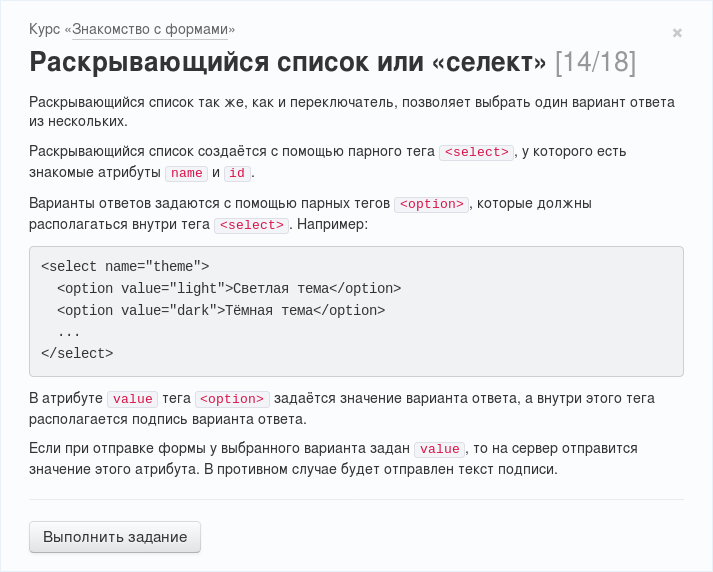 Курс «Знакомство с формами»
×
Раскрывающийся список или «селект» [14/18]
Раскрывающийся список так же, как и переключатель, позволяет выбрать один вариант ответа
из нескольких.
Раскрывающийся список создаётся с помощью парного тега <select>, у которого есть
знакомые атрибуты name и id.
Варианты ответов задаются с помощью парных тегов <option>, которые должны
располагаться внутри тега <select>. Например:
<select name="theme">
  <option value="light">Светлая тема</option>
  <option value="dark">Тёмная тема</option>
  ...
</select>
В атрибуте value тега <option> задаётся значение варианта ответа, а внутри этого тега
располагается подпись варианта ответа.
Если при отправке формы у выбранного варианта задан value, то на сервер отправится
значение этого атрибута. В противном случае будет отправлен текст подписи.
Выполнить задание